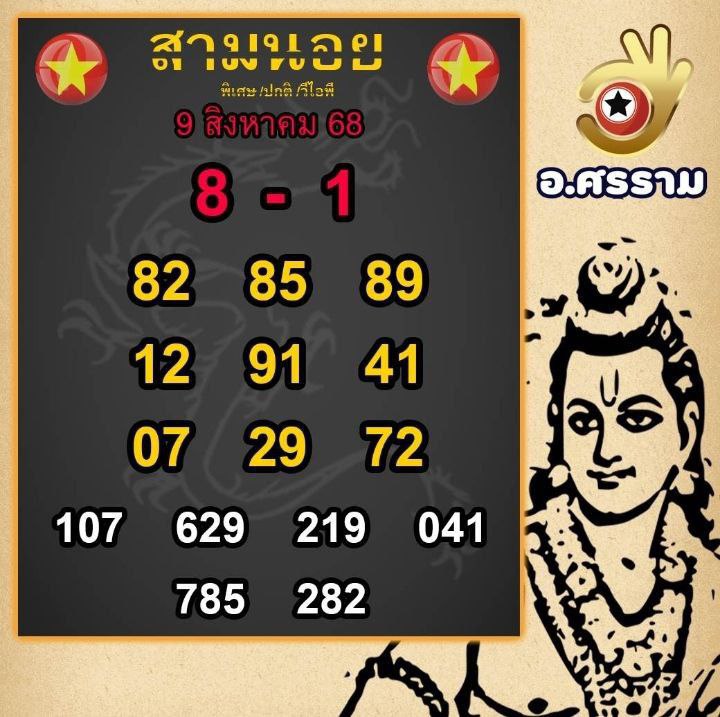 สามนอย
พิเศษ/ปกติ/วีไอพี
9 สิงหาคม 68
8 - 1
82 85 89
12 91 41
07 29 72
107 629 219 041
785 282
อ.ศรราม